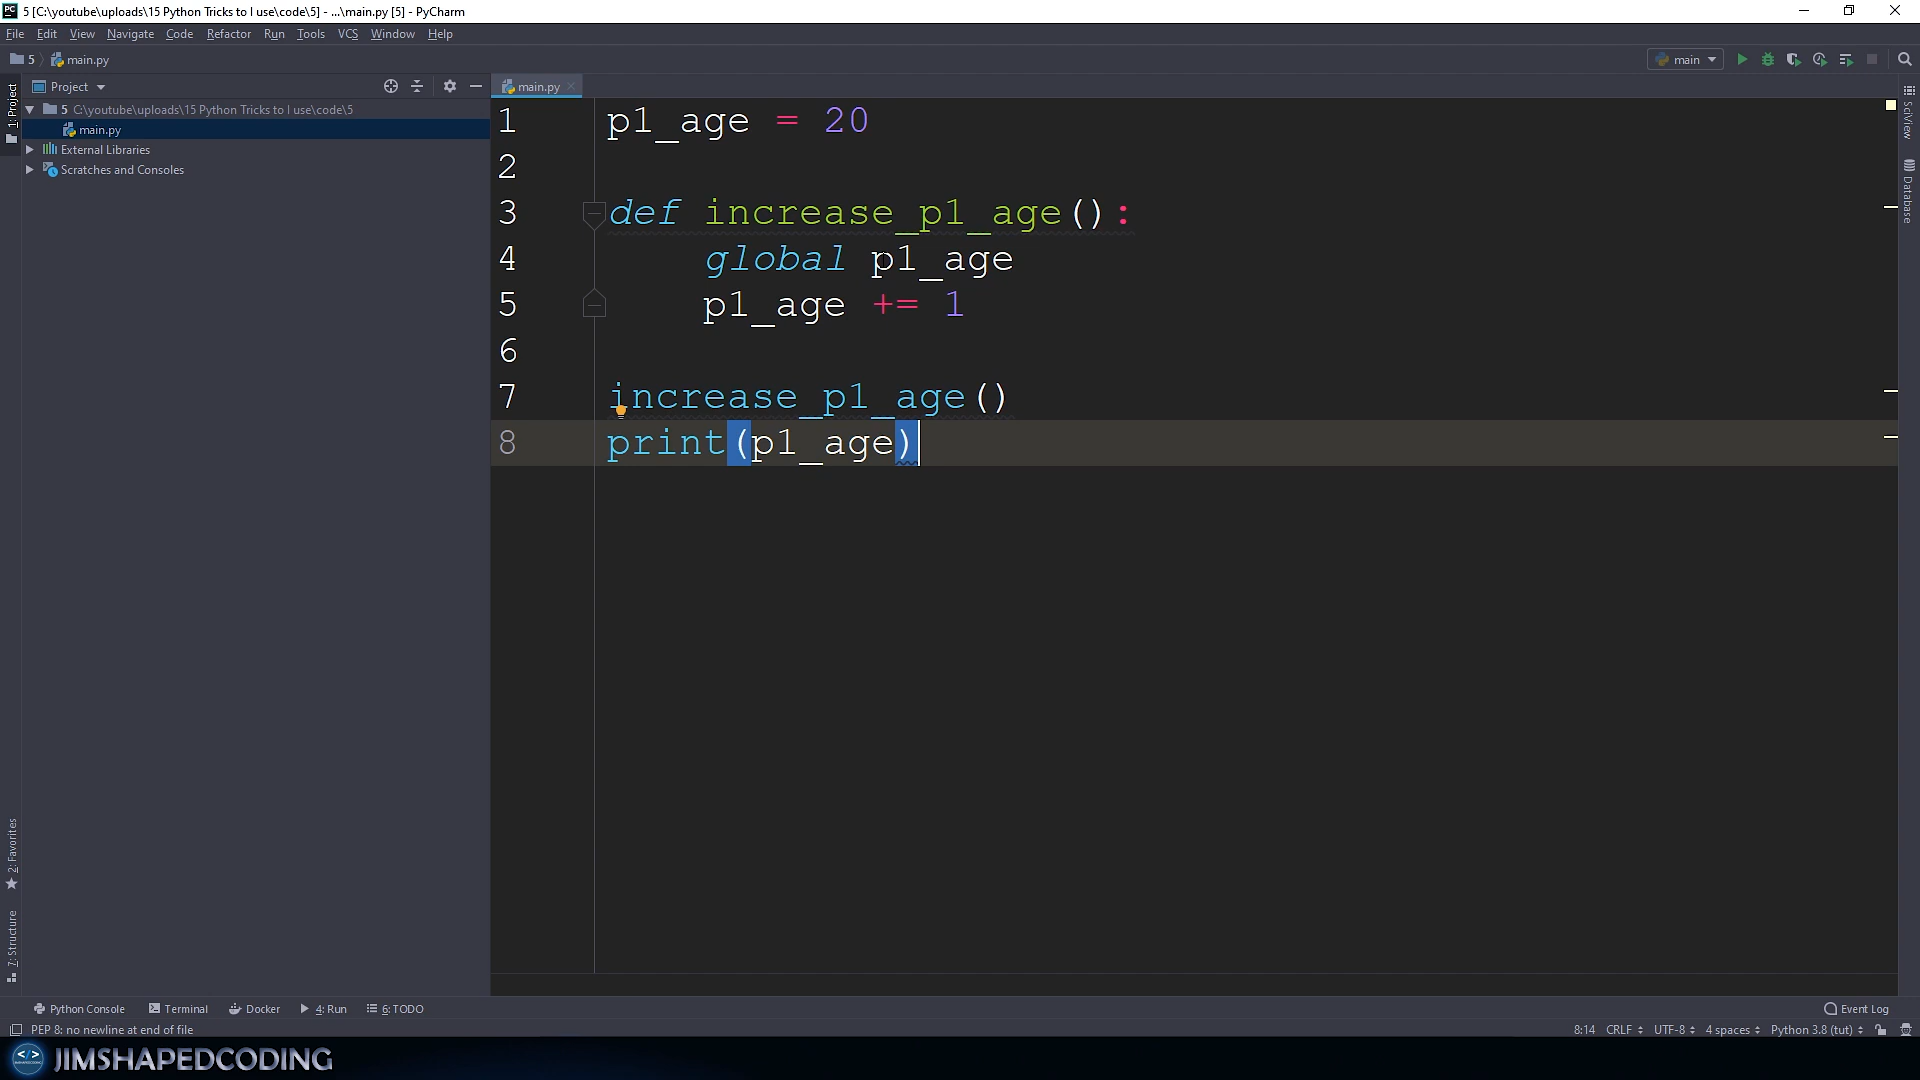 5 [C:\youtube\uploads\15 Python Tricks to I use\code\5] - ...\main.py [5] - PyCharm
File Edit View Navigate Code Refactor Run Tools VCS Window Help
5 main.py main
1: Project
Project
main.py
5 C:\youtube\uploads\15 Python Tricks to I use\code\5
main.py
External Libraries
Scratches and Consoles
1 p1_age = 20
2
3 def increase_p1_age():
4 global p1_age
5 p1_age += 1
6
7 increase_p1_age()
8 print(p1_age)
SciView
Database
2: Favorites
7: Structure
Python Console Terminal Docker 4: Run 6: TODO Event Log
PEP 8: no newline at end of file 8:14 CRLF UTF-8 4 spaces Python 3.8 (tut)
</> JIMSHAPEDCODING